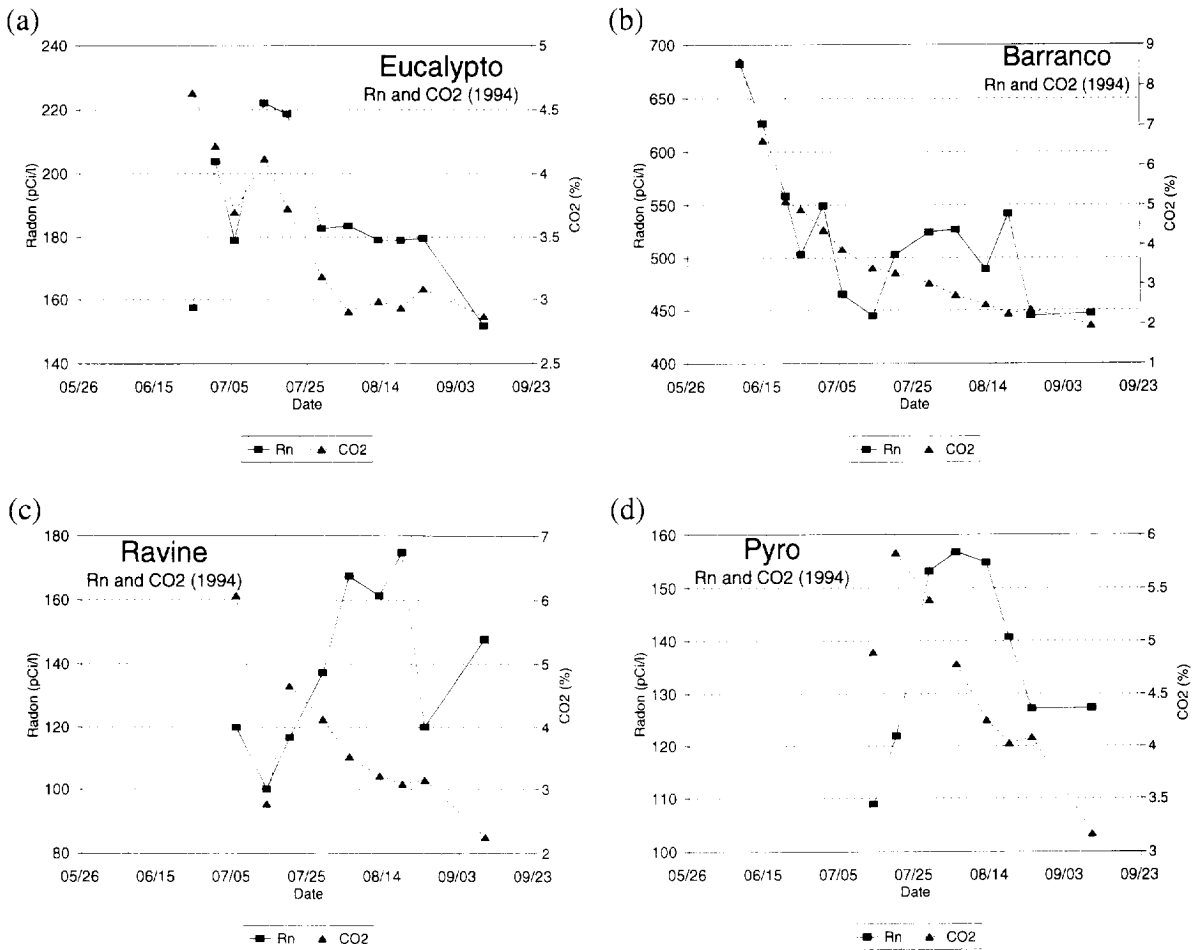 (a)
Eucalypto
Rn and CO2 (1994)
240
220
200
180
160
140
Radon (pCi/l)
5
4.5
4
3.5
3
2.5
CO2 (%)
05/26 06/15 07/05 07/25 08/14 09/03 09/23
Date
Rn CO2
(b)
Barranco
Rn and CO2 (1994)
700
650
600
550
500
450
400
Radon (pCi/l)
9
8
7
6
5
4
3
2
1
CO2 (%)
05/26 06/15 07/05 07/25 08/14 09/03 09/23
Date
Rn CO2
(c)
Ravine
Rn and CO2 (1994)
180
160
140
120
100
80
Radon (pCi/l)
7
6
5
4
3
2
CO2 (%)
05/26 06/15 07/05 07/25 08/14 09/03 09/23
Date
Rn CO2
(d)
Pyro
Rn and CO2 (1994)
160
150
140
130
120
110
100
Radon (pCi/l)
6
5.5
5
4.5
4
3.5
3
CO2 (%)
05/26 06/15 07/05 07/25 08/14 09/03 09/23
Date
Rn CO2